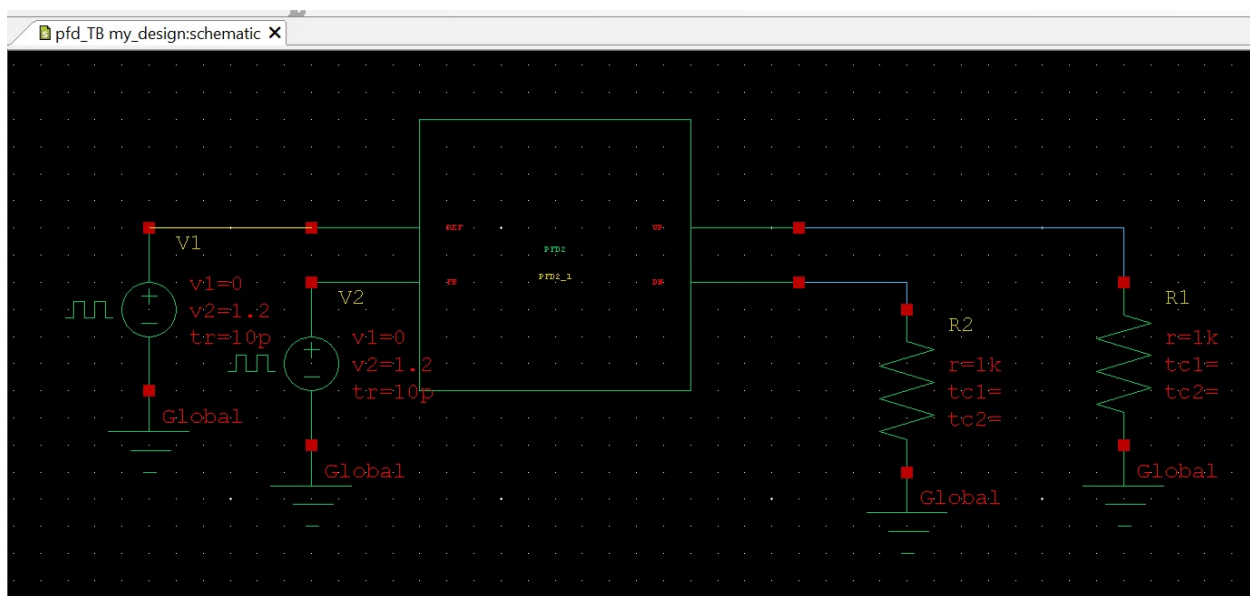 pfd_TB my_design:schematic
V1
v1=0
v2=1.2
tr=10p
Global
V2
v1=0
v2=1.2
tr=10p
Global
REF
FB
PFD2
PFD2_1
UP
DN
R2
r=1k
tc1=
tc2=
Global
R1
r=1k
tc1=
tc2=
Global